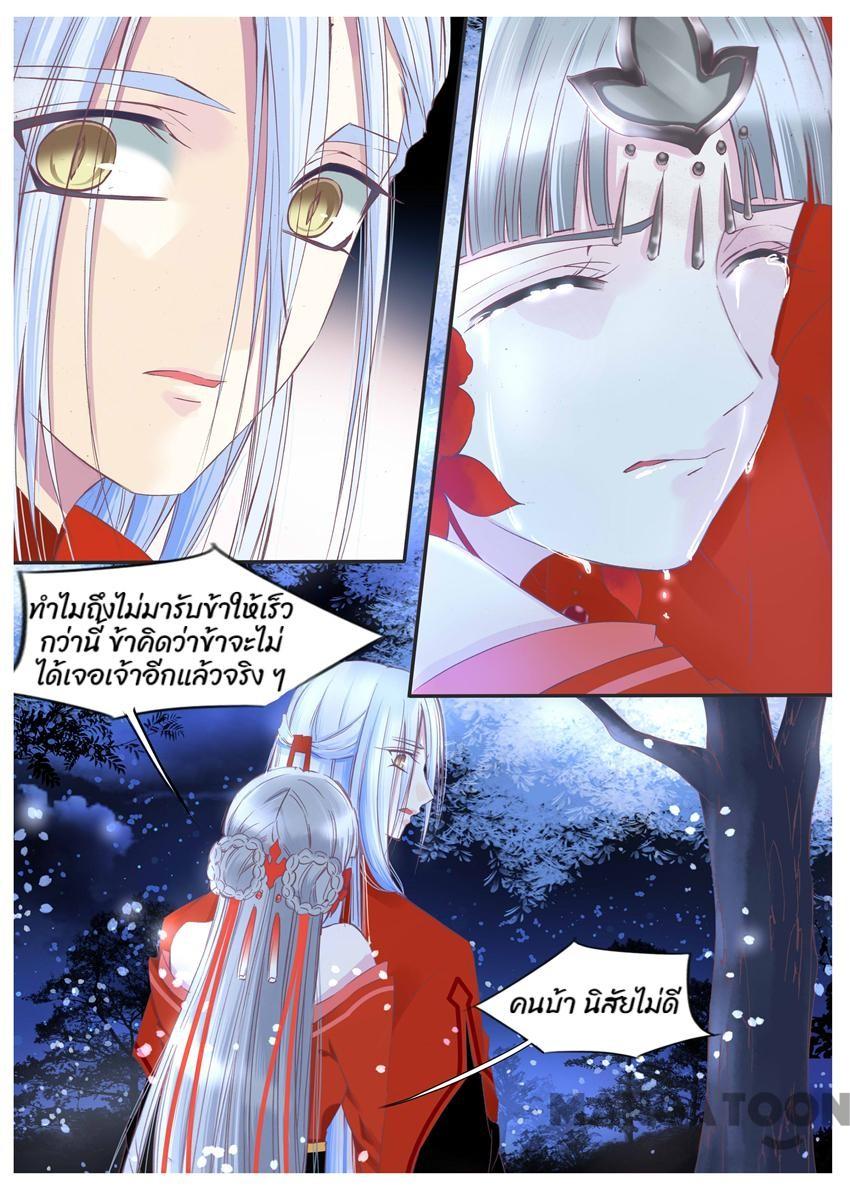 ทำไมถึงไม่มารับข้าให้เร็ว
กว่านี้ ข้าคิดว่าข้าจะไม่
ได้เจอเจ้าอีกแล้วจริง ๆ
คนบ้า นิสัยไม่ดี
MANGATOON